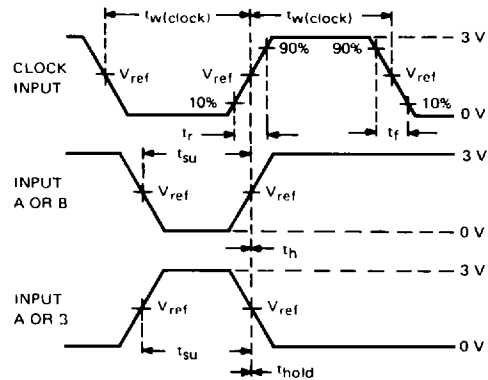 tw(clock) tw(clock)
3 V
90% 90%
CLOCK INPUT
Vref Vref Vref
10% 10%
0 V
tr tf
tsu
3 V
INPUT A OR B
Vref Vref
0 V
th
3 V
INPUT A OR 3
Vref Vref
0 V
tsu
thold